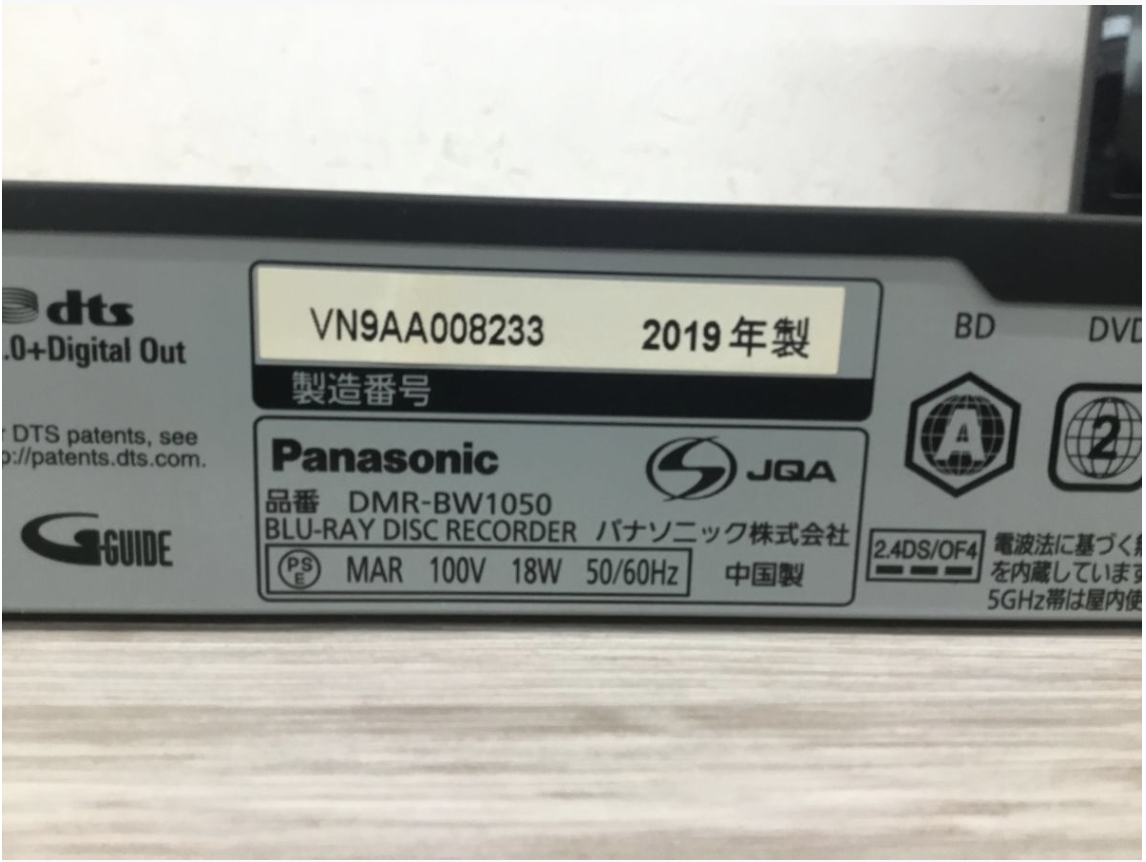 dts
.0+Digital Out
DTS patents, see
://patents.dts.com.
G-GUIDE
VN9AA008233 2019年製
製造番号
Panasonic
JQA
品番 DMR-BW1050
BLU-RAY DISC RECORDER パナソニック株式会社
PS E MAR 100V 18W 50/60Hz 中国製
BD DVD
A 2
2.4DS/OF4
電波法に基づく
を内蔵しています
5GHz帯は屋内使